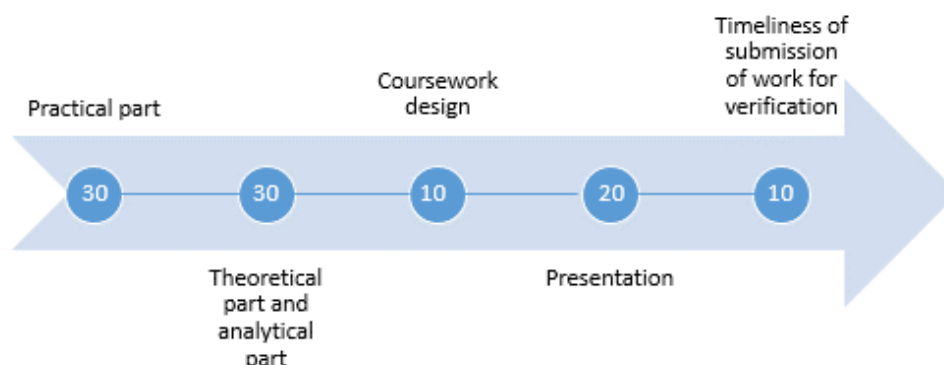 Timeliness of
submission
of work for
verification
Coursework
design
Practical part
30
30
10
20
10
Theoretical
part and
analytical
part
Presentation